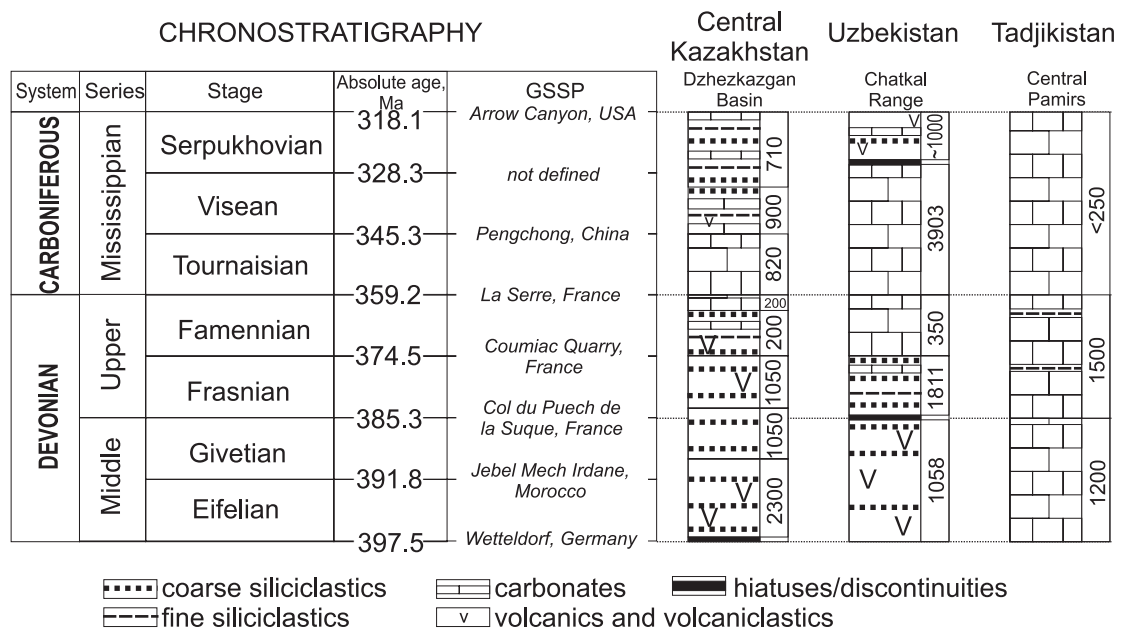 CHRONOSTRATIGRAPHY
Central
Kazakhstan
Uzbekistan
Tadjikistan
System
Series
Stage
Absolute age,
Ma
GSSP
Dzhezkazgan
Basin
Chatkal
Range
Central
Pamirs
CARBONIFEROUS
DEVONIAN
Mississippian
Upper
Middle
Serpukhovian
Visean
Tournaisian
Famennian
Frasnian
Givetian
Eifelian
318.1
328.3
345.3
359.2
374.5
385.3
391.8
397.5
Arrow Canyon, USA
not defined
Pengchong, China
La Serre, France
Coumiac Quarry,
France
Col du Puech de
la Suque, France
Jebel Mech Irdane,
Morocco
Wetteldorf, Germany
710
900
820
200
200
1050
1050
2300
V
V
V
V
V
~1000
3903
350
1811
1058
V
V
V
V
V
<250
1500
1200
coarse siliciclastics
carbonates
hiatuses/discontinuities
fine siliciclastics
V
volcanics and volcaniclastics